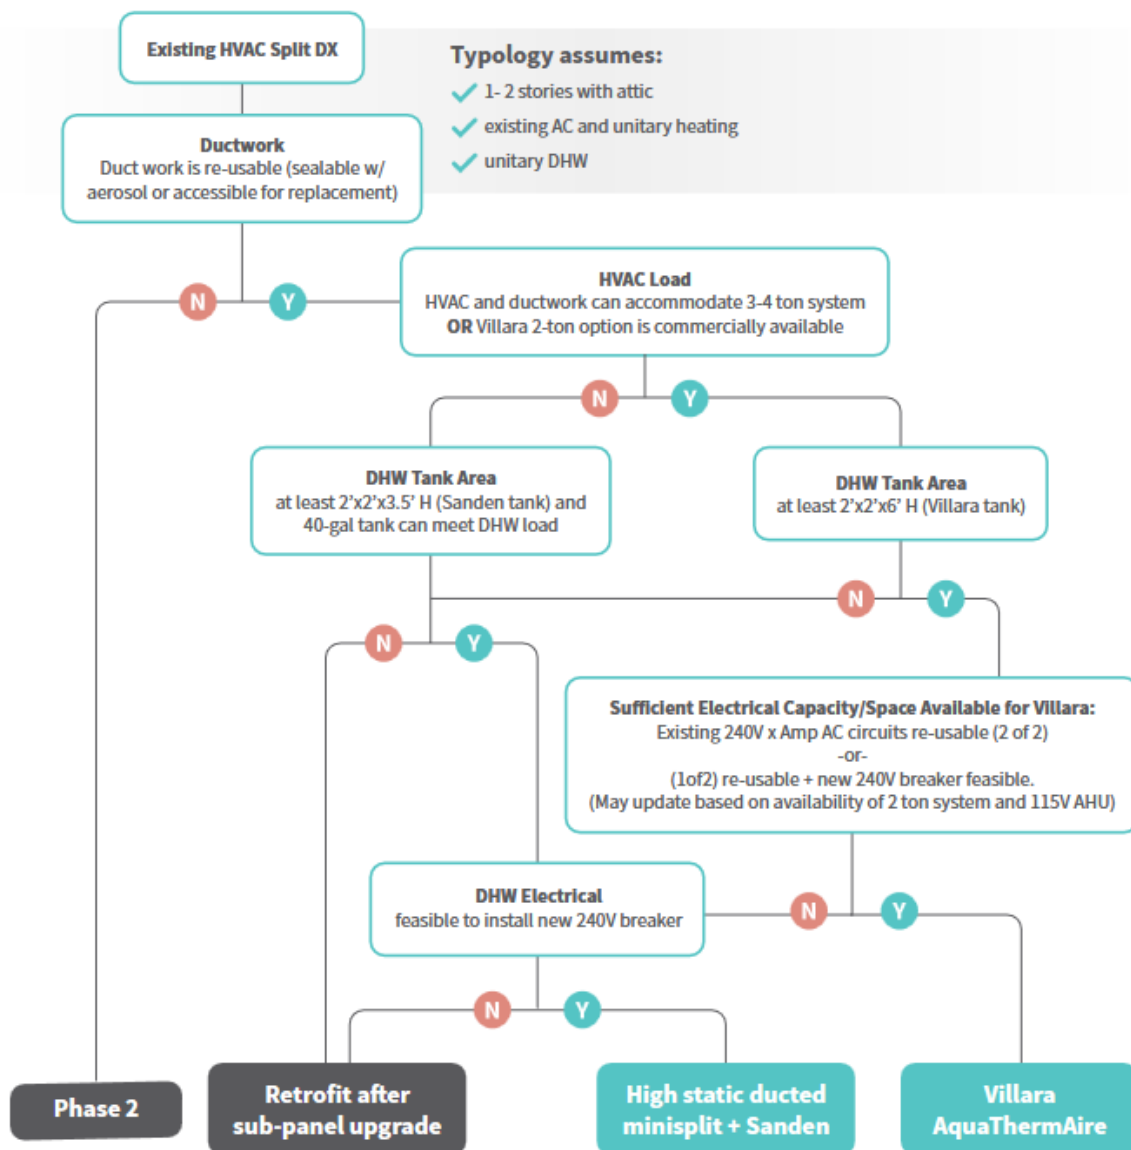 Existing HVAC Split DX
Typology assumes:
1- 2 stories with attic
existing AC and unitary heating
unitary DHW
Ductwork
Duct work is re-usable (sealable w/
aerosol or accessible for replacement)
N
Y
HVAC Load
HVAC and ductwork can accommodate 3-4 ton system
OR Villara 2-ton option is commercially available
N
Y
DHW Tank Area
at least 2'x2'x3.5' H (Sanden tank) and
40-gal tank can meet DHW load
DHW Tank Area
at least 2'x2'x6' H (Villara tank)
N
Y
N
Y
Sufficient Electrical Capacity/Space Available for Villara:
Existing 240V x Amp AC circuits re-usable (2 of 2)
-or-
(1of2) re-usable + new 240V breaker feasible.
(May update based on availability of 2 ton system and 115V AHU)
DHW Electrical
feasible to install new 240V breaker
N
Y
N
Y
Phase 2
Retrofit after
sub-panel upgrade
High static ducted
minisplit + Sanden
Villara
AquaThermAire